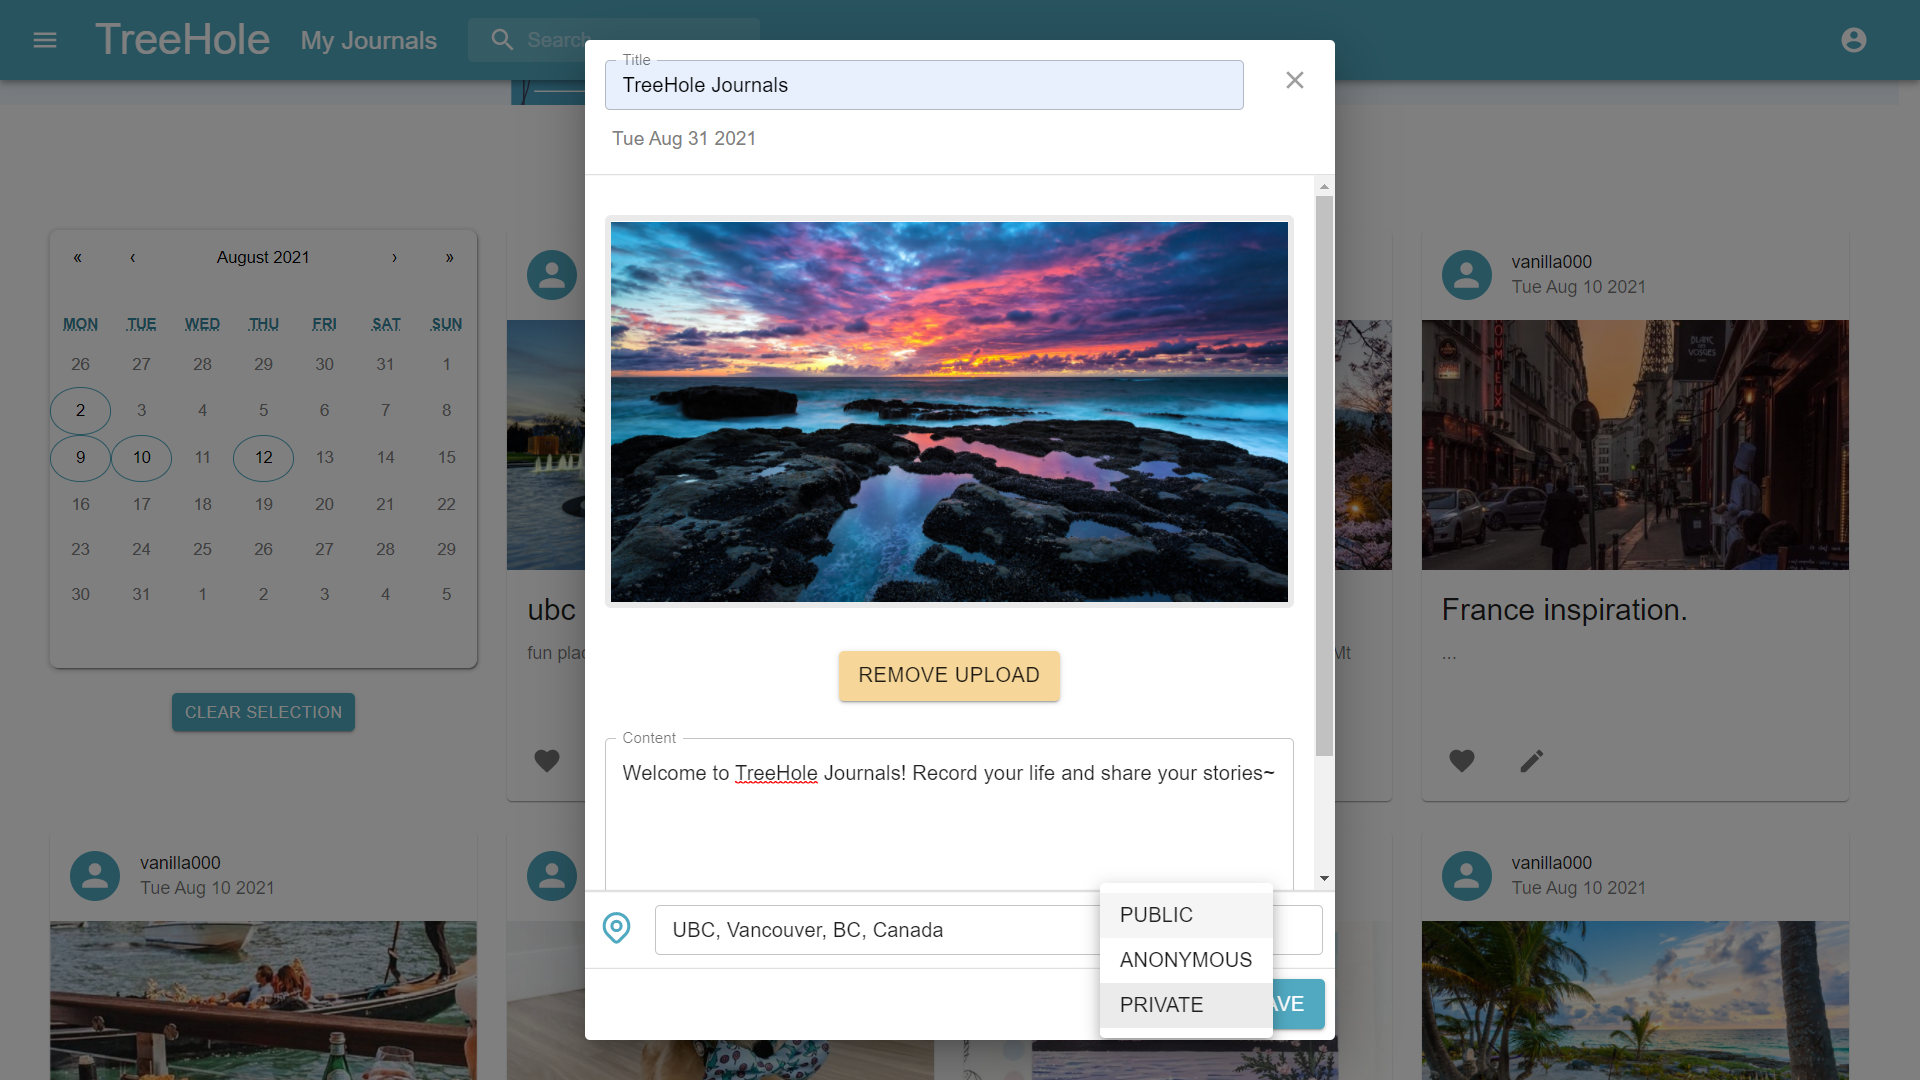 TreeHole My Journals Search
Title
TreeHole Journals
Tue Aug 31 2021
« ‹ August 2021 › »
MON TUE WED THU FRI SAT SUN
26 27 28 29 30 31 1
2 3 4 5 6 7 8
9 10 11 12 13 14 15
16 17 18 19 20 21 22
23 24 25 26 27 28 29
30 31 1 2 3 4 5
CLEAR SELECTION
ubc
fun
REMOVE UPLOAD
Content
Welcome to TreeHole Journals! Record your life and share your stories~
UBC, Vancouver, BC, Canada
PUBLIC
ANONYMOUS
PRIVATE
Mt
vanilla000
Tue Aug 10 2021
BLANC
VOSGES
France inspiration.
...
vanilla000
Tue Aug 10 2021
vanilla000
Tue Aug 10 2021